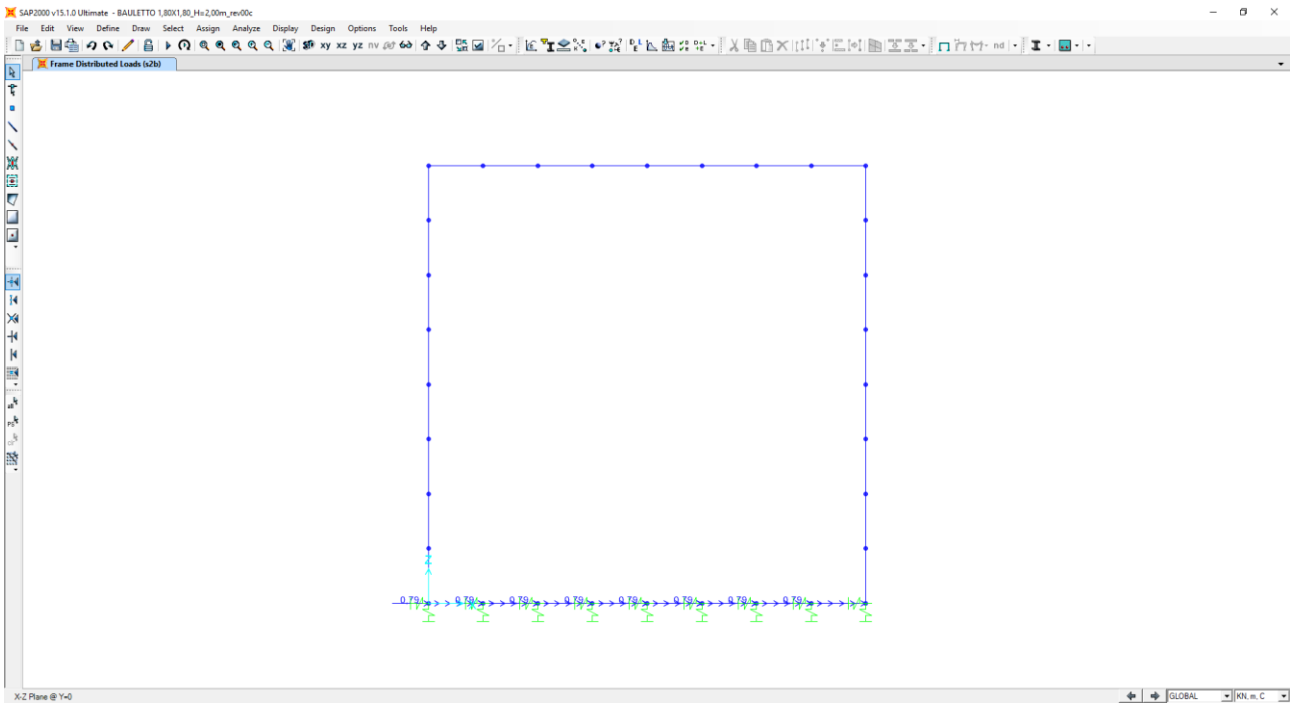 SAP2000 v15.1.0 Ultimate - BAULETTO 1,80X1,80_H=2,00m_rev00c
File Edit View Define Draw Select Assign Analyze Display Design Options Tools Help
xy xz yz nv nd
Frame Distributed Loads (s2b)
0.79 0.79 0.79 0.79 0.79 0.79 0.79 0.79
X-Z Plane @ Y=0
GLOBAL
KN, m, C